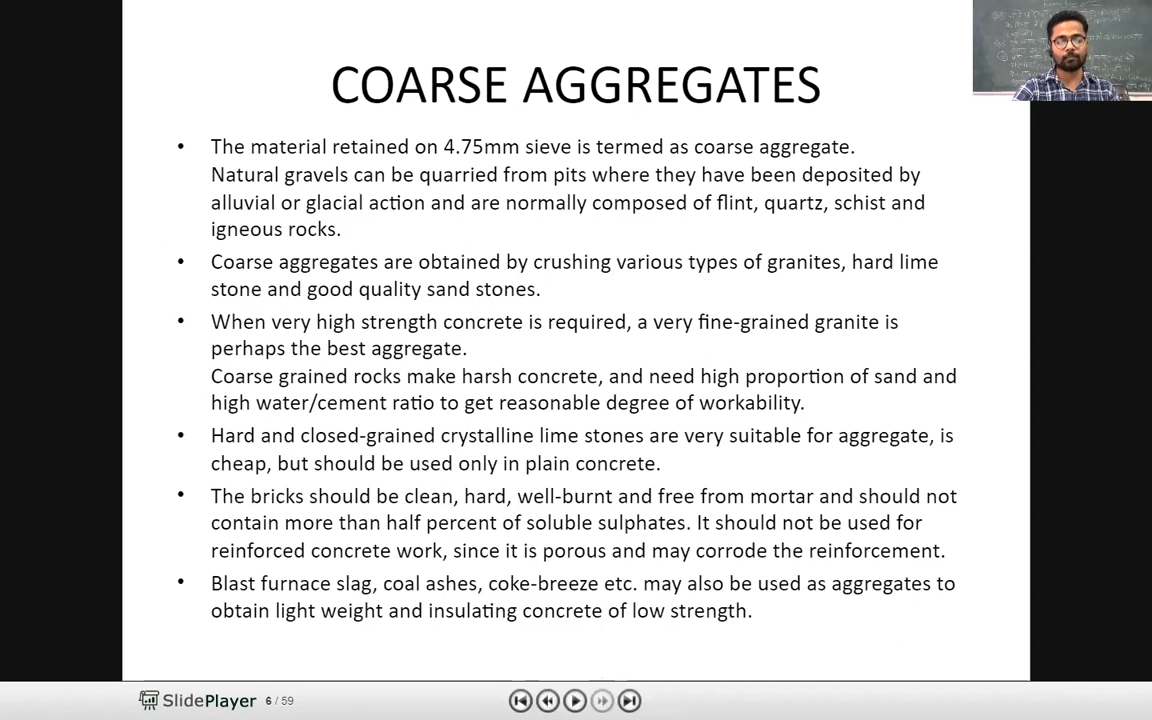 COARSE AGGREGATES
• The material retained on 4.75mm sieve is termed as coarse aggregate.
Natural gravels can be quarried from pits where they have been deposited by
alluvial or glacial action and are normally composed of flint, quartz, schist and
igneous rocks.
• Coarse aggregates are obtained by crushing various types of granites, hard lime
stone and good quality sand stones.
• When very high strength concrete is required, a very fine-grained granite is
perhaps the best aggregate.
Coarse grained rocks make harsh concrete, and need high proportion of sand and
high water/cement ratio to get reasonable degree of workability.
• Hard and closed-grained crystalline lime stones are very suitable for aggregate, is
cheap, but should be used only in plain concrete.
• The bricks should be clean, hard, well-burnt and free from mortar and should not
contain more than half percent of soluble sulphates. It should not be used for
reinforced concrete work, since it is porous and may corrode the reinforcement.
• Blast furnace slag, coal ashes, coke-breeze etc. may also be used as aggregates to
obtain light weight and insulating concrete of low strength.
SlidePlayer 6 / 59